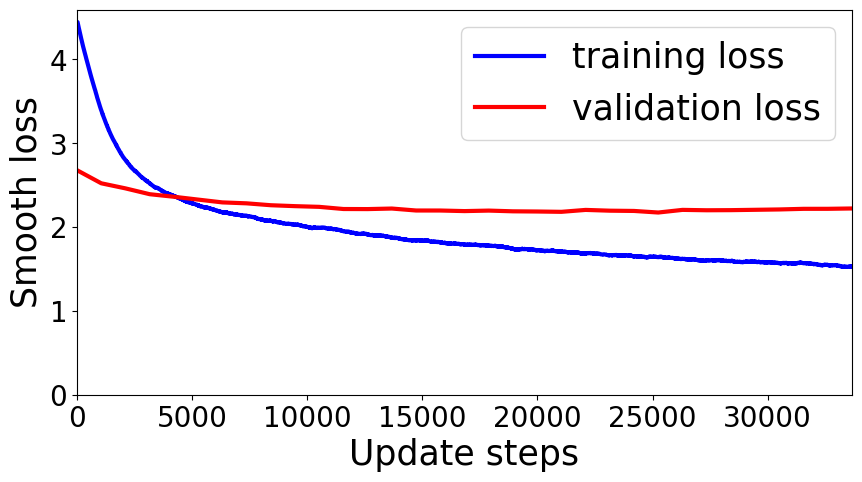 training loss
validation loss
Smooth loss
4
3
2
1
0
0 5000 10000 15000 20000 25000 30000
Update steps